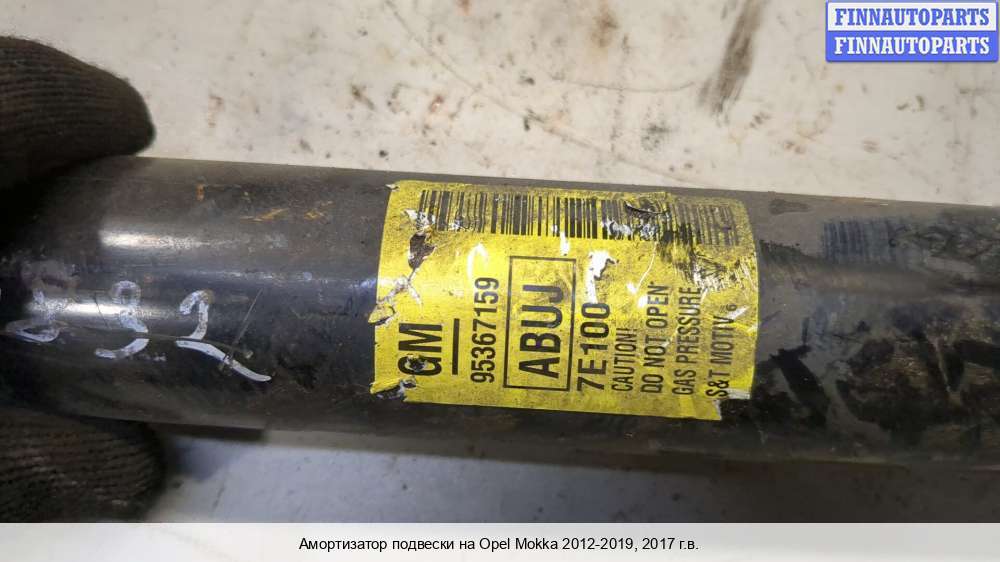 FINNAUTOPARTS
FINNAUTOPARTS
GM
95367159
ABUJ
7E100
CAUTION!
DO NOT OPEN
GAS PRESSURE
S&T MOTIV
Амортизатор подвески на Opel Mokka 2012-2019, 2017 г.в.